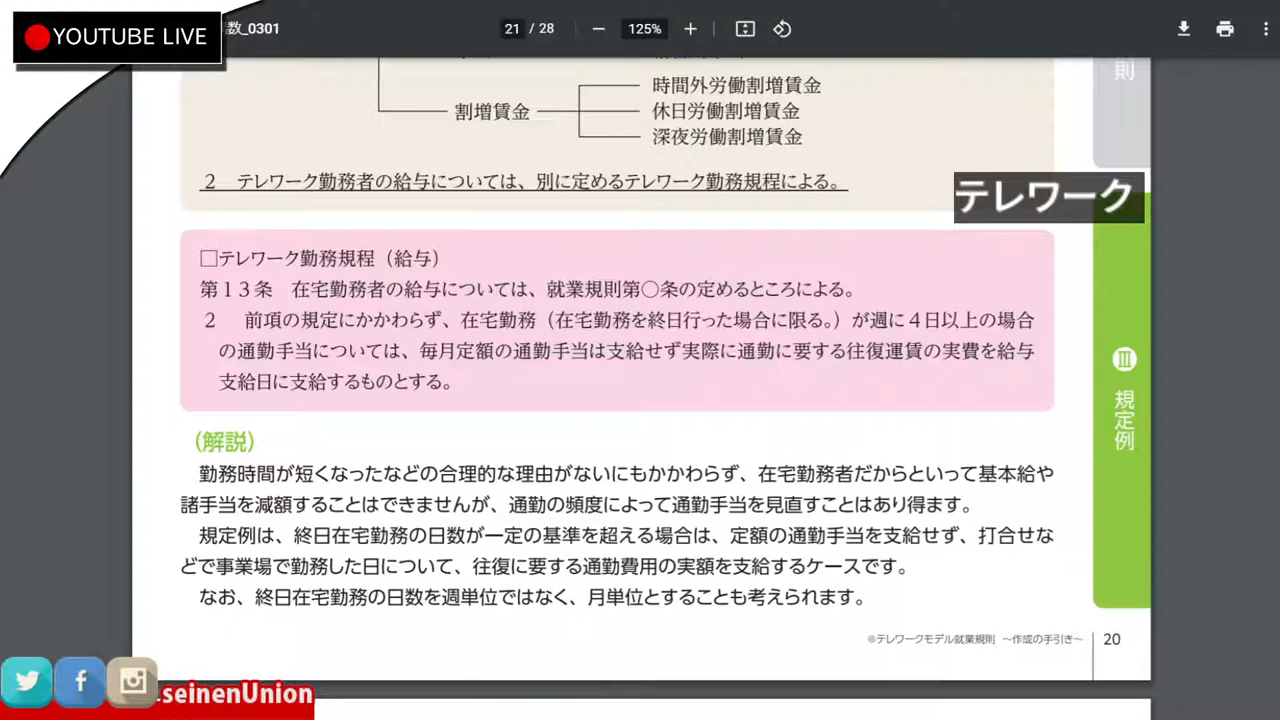 YOUTUBE LIVE
数_0301
21 / 28
125%
則
時間外労働割増賃金
割増賃金
休日労働割増賃金
深夜労働割増賃金
2　テレワーク勤務者の給与については、別に定めるテレワーク勤務規程による。
テレワーク
□テレワーク勤務規程（給与）
第１３条　在宅勤務者の給与については、就業規則第○条の定めるところによる。
２　前項の規定にかかわらず、在宅勤務（在宅勤務を終日行った場合に限る。）が週に４日以上の場合
の通勤手当については、毎月定額の通勤手当は支給せず実際に通勤に要する往復運賃の実費を給与
支給日に支給するものとする。
Ⅲ 規定例
（解説）
勤務時間が短くなったなどの合理的な理由がないにもかかわらず、在宅勤務者だからといって基本給や
諸手当を減額することはできませんが、通勤の頻度によって通勤手当を見直すことはあり得ます。
規定例は、終日在宅勤務の日数が一定の基準を超える場合は、定額の通勤手当を支給せず、打合せな
どで事業場で勤務した日について、往復に要する通勤費用の実額を支給するケースです。
なお、終日在宅勤務の日数を週単位ではなく、月単位とすることも考えられます。
※テレワークモデル就業規則　～作成の手引き～
20
seinenUnion